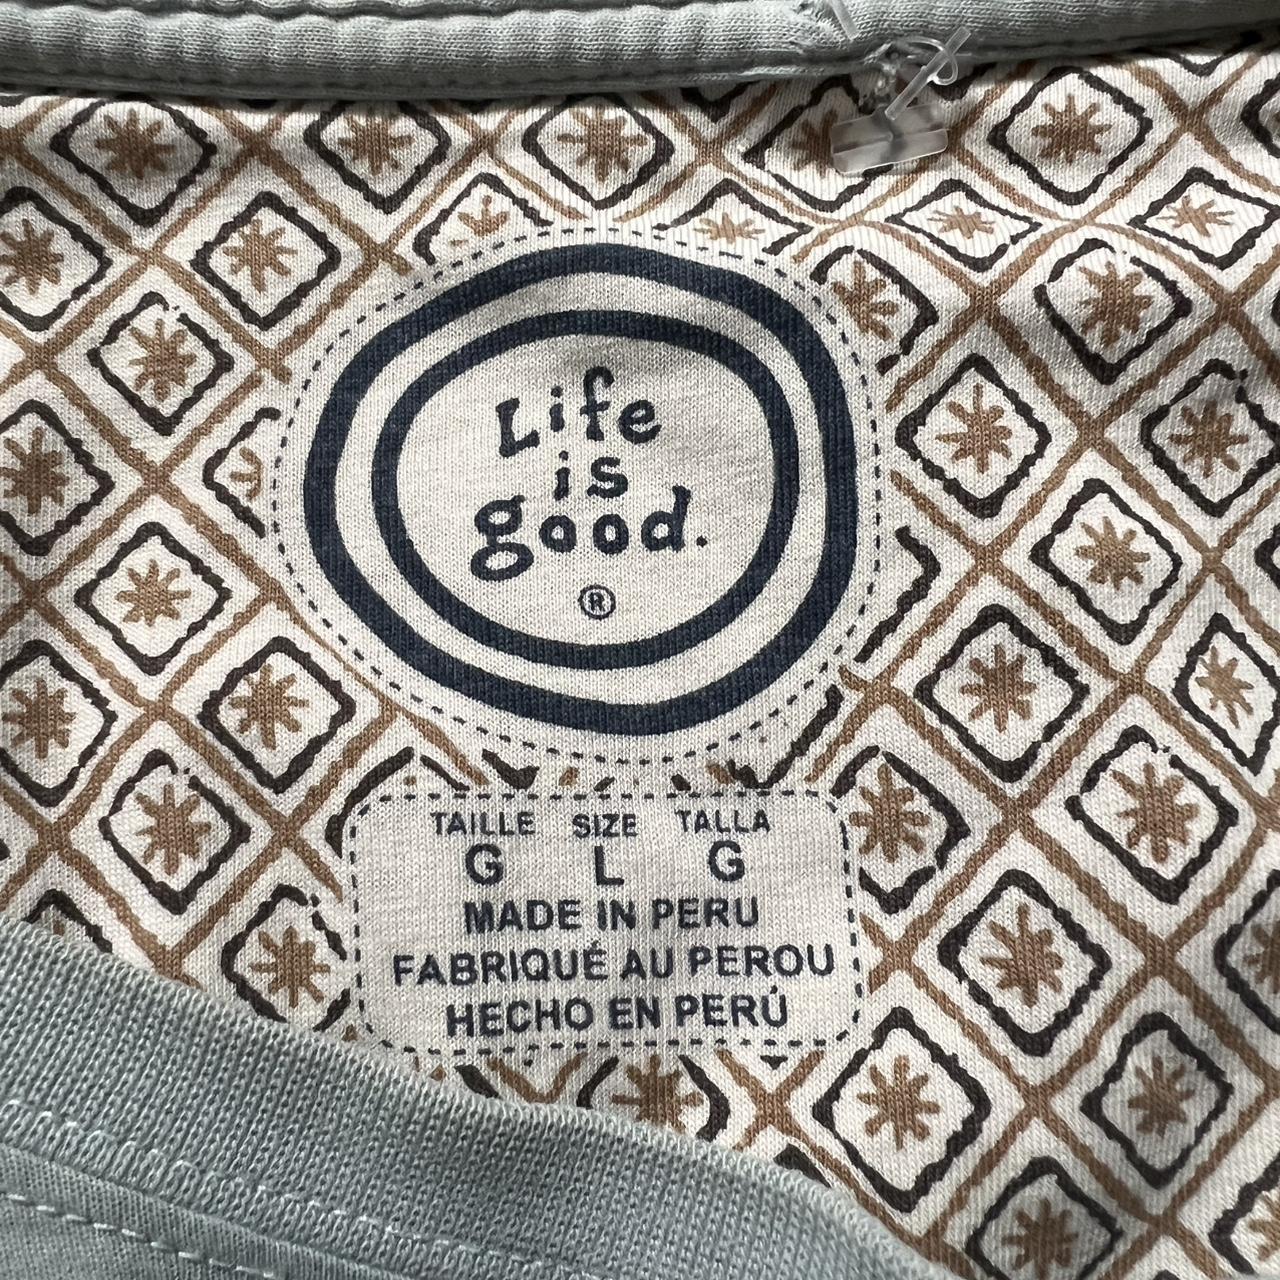 Life
is
good.
®
TAILLE SIZE TALLA
G L G
MADE IN PERU
FABRIQUÉ AU PEROU
HECHO EN PERÚ